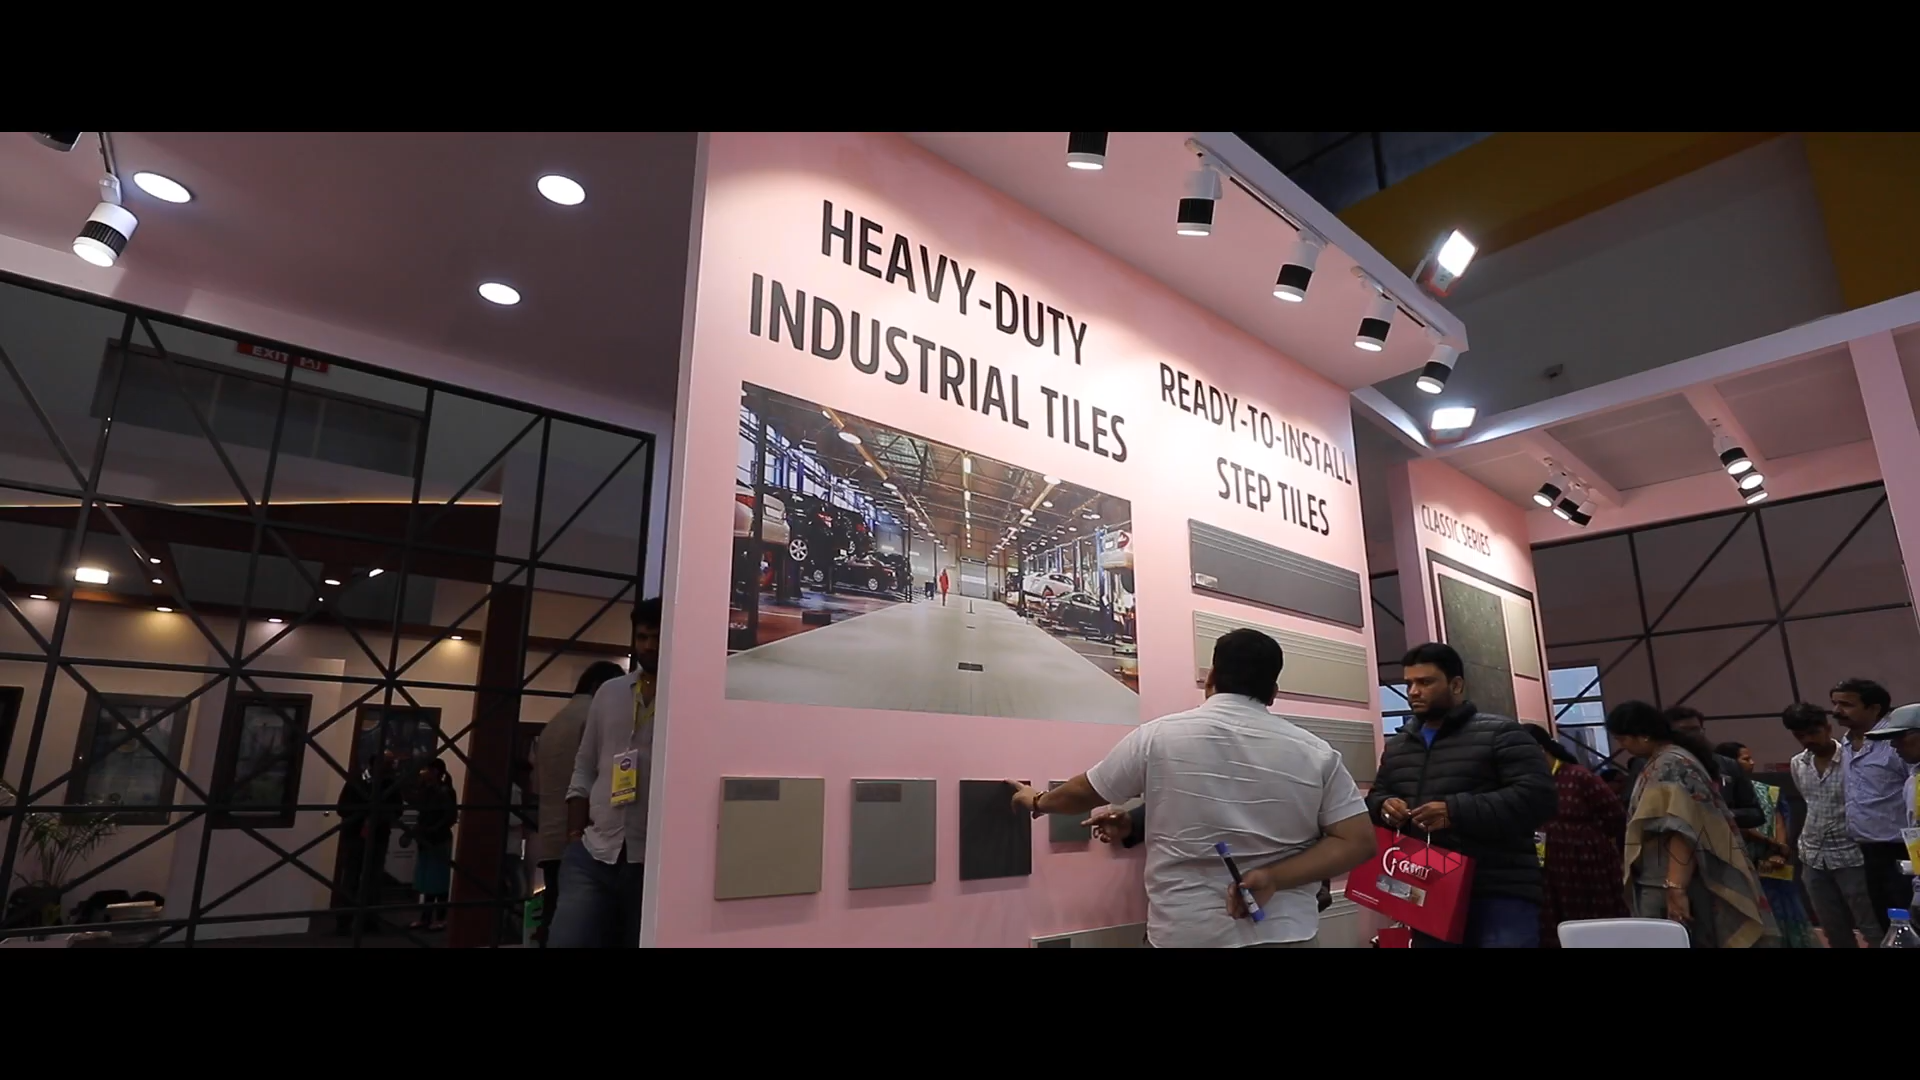 EXIT
HEAVY-DUTY
INDUSTRIAL TILES
READY-TO-INSTALL
STEP TILES
CLASSIC SERIES